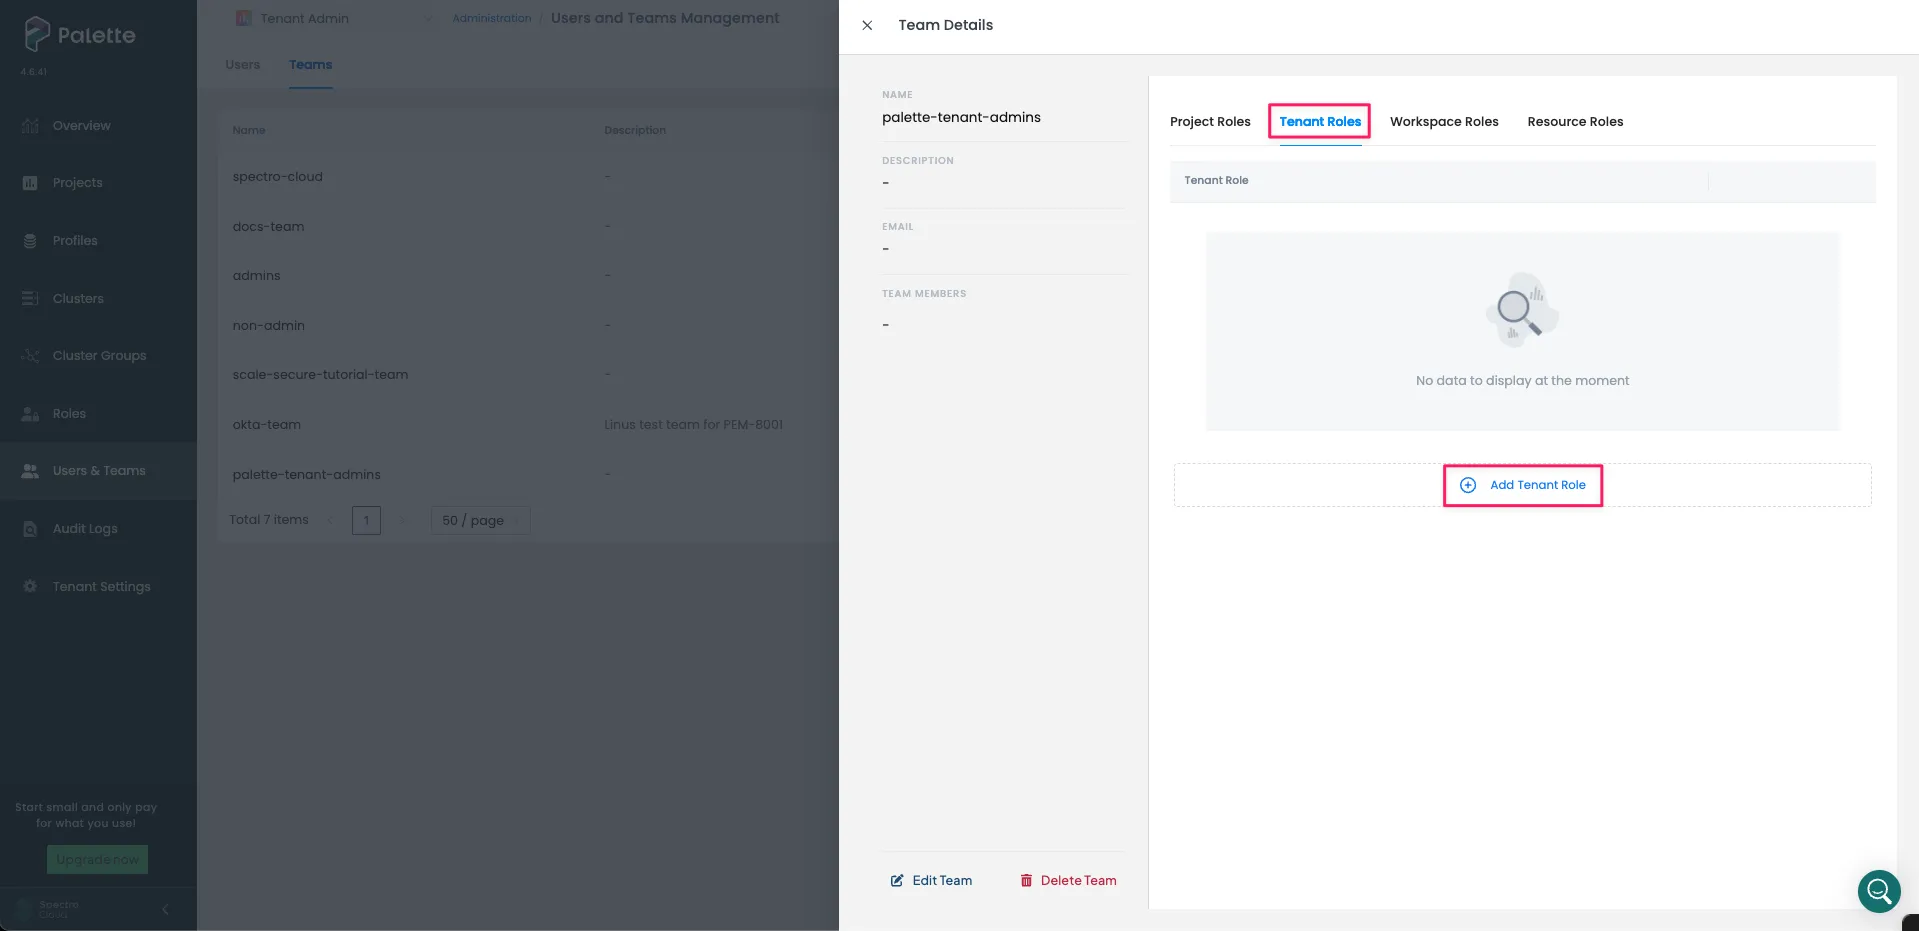 Palette
4.6.41
Overview
Projects
Profiles
Clusters
Cluster Groups
Roles
Users & Teams
Audit Logs
Tenant Settings
Start small and only pay
for what you use!
Upgrade now
Spectro
Cloud
Tenant Admin
Administration / Users and Teams Management
Users
Teams
Name
Description
spectro-cloud
-
docs-team
-
admins
-
non-admin
-
scale-secure-tutorial-team
-
okta-team
Linus test team for PEM-8001
palette-tenant-admins
-
Total 7 items
1
50 / page
Team Details
NAME
palette-tenant-admins
DESCRIPTION
-
EMAIL
-
TEAM MEMBERS
-
Edit Team
Delete Team
Project Roles
Tenant Roles
Workspace Roles
Resource Roles
Tenant Role
No data to display at the moment
Add Tenant Role